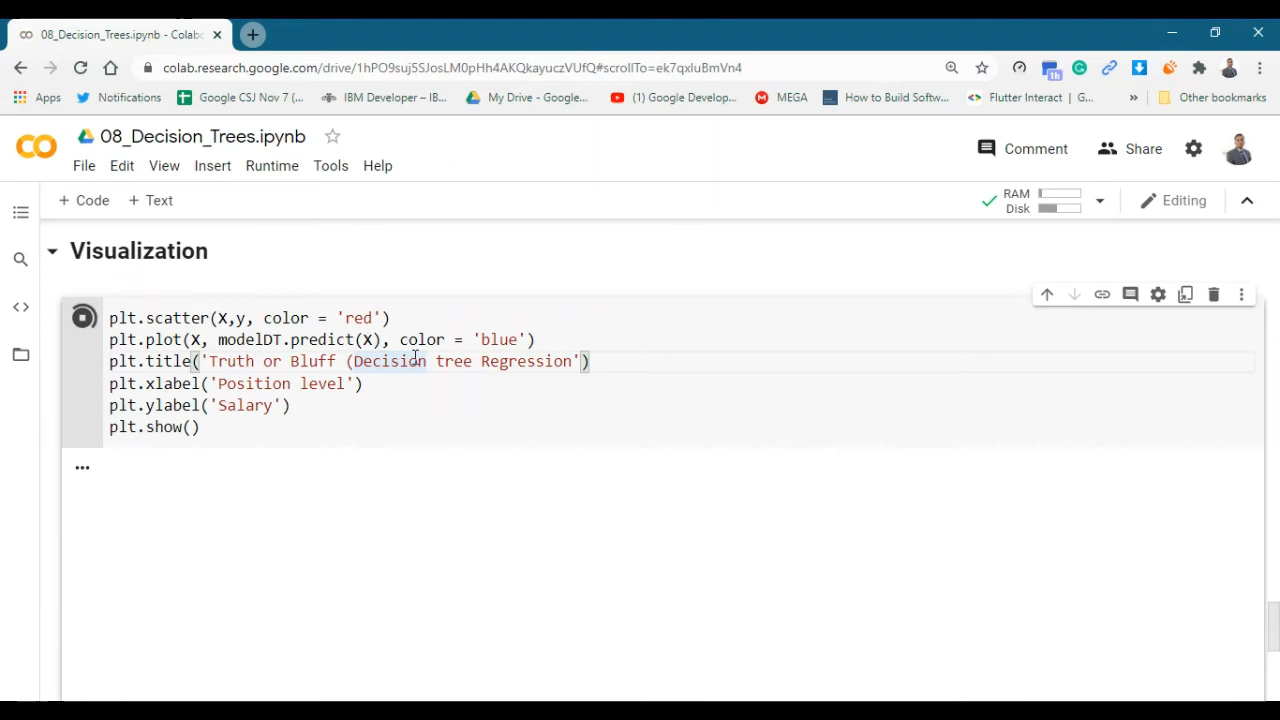 08_Decision_Trees.ipynb - Colab
colab.research.google.com/drive/1hPO9suj5SJosLM0pHh4AKQkayuczVUfQ#scrollTo=ek7qxIuBmVn4
1h
Apps
Notifications
Google CSJ Nov 7 (...
IBM Developer – IB...
My Drive - Google...
(1) Google Develop...
MEGA
How to Build Softw...
Flutter Interact | G...
Other bookmarks
08_Decision_Trees.ipynb
Comment
Share
File Edit View Insert Runtime Tools Help
+ Code + Text
RAM
Disk
Editing
Visualization
plt.scatter(X,y, color = 'red')
plt.plot(X, modelDT.predict(X), color = 'blue')
plt.title('Truth or Bluff (Decision tree Regression')
plt.xlabel('Position level')
plt.ylabel('Salary')
plt.show()